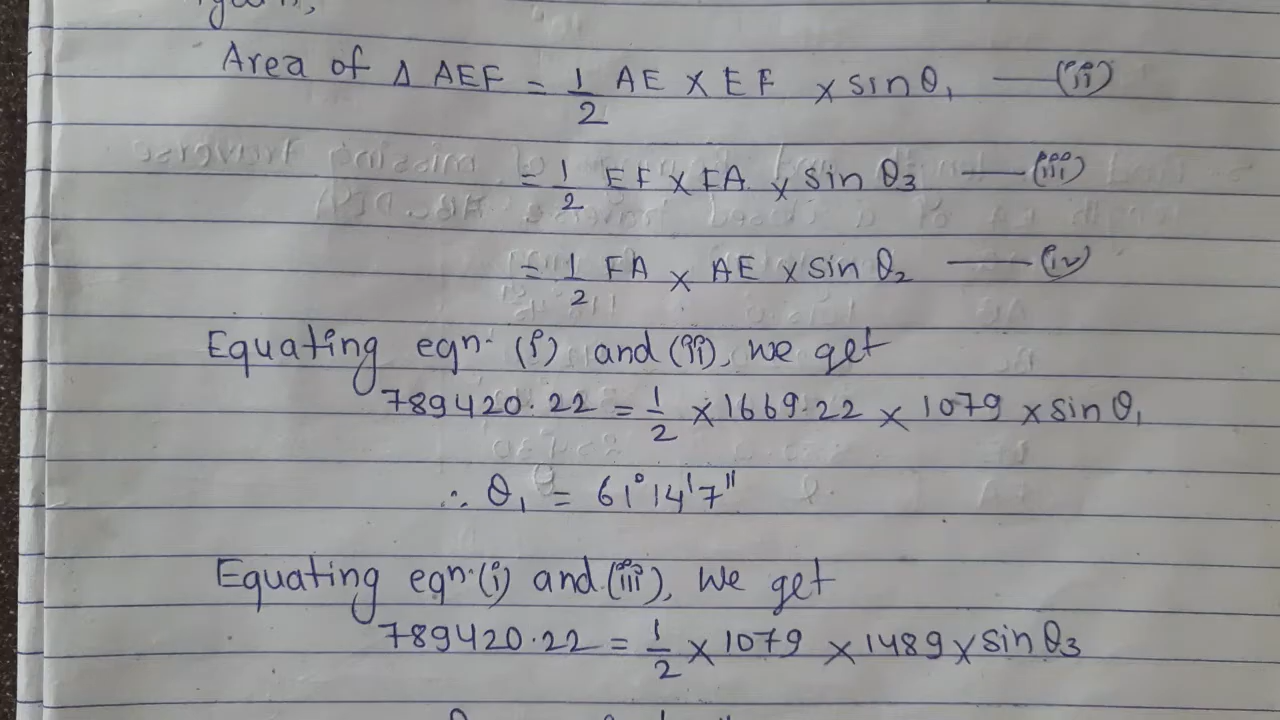 Area of Δ AEF = 1/2 AE × EF × sinθ₁ —(ii)
= 1/2 EF × FA × sin θ₃ —(iii)
= 1/2 FA × AE × sin θ₂ —(iv)
Equating eqn. (i) and (ii), we get
789420.22 = 1/2 × 1669.22 × 1079 × sin θ₁
∴ θ₁ = 61°14'7"
Equating eqn. (i) and (iii), we get
789420.22 = 1/2 × 1079 × 1489 × sin θ₃